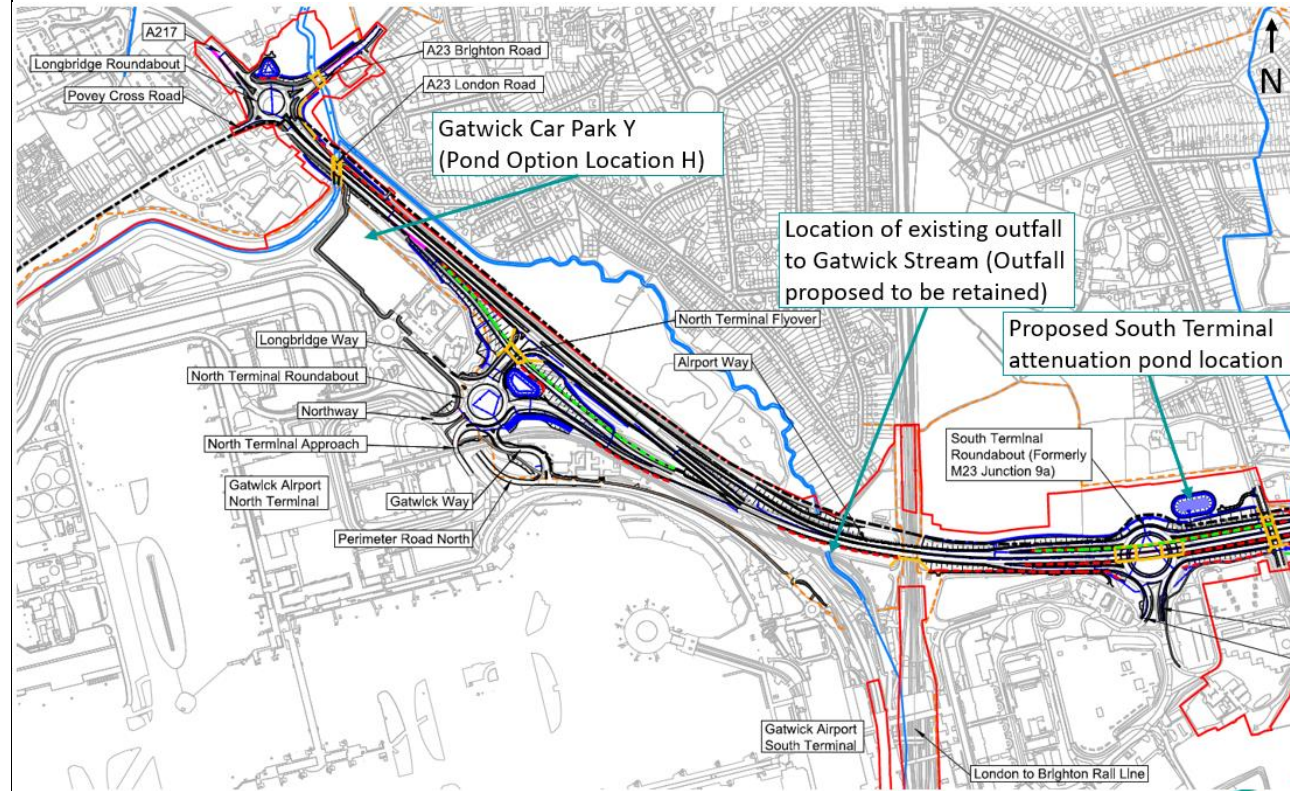 A217
Longbridge Roundabout
Povey Cross Road
A23 Brighton Road
A23 London Road
N
Gatwick Car Park Y
(Pond Option Location H)
Location of existing outfall
to Gatwick Stream (Outfall
proposed to be retained)
Proposed South Terminal
attenuation pond location
North Terminal Flyover
Airport Way
Longbridge Way
North Terminal Roundabout
Northway
North Terminal Approach
Gatwick Airport
North Terminal
Gatwick Way
Perimeter Road North
South Terminal
Roundabout (Formerly
M23 Junction 9a)
Gatwick Airport
South Terminal
London to Brighton Rail Line